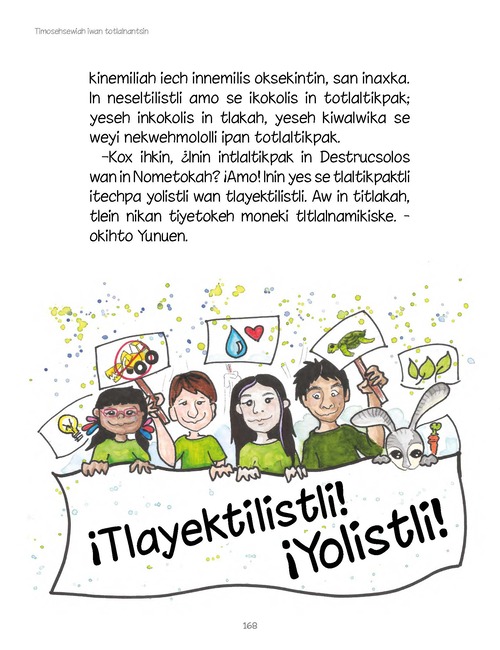 Timosehsewiah iwan totlalnantsin
kinemiliah iech innemilis oksekintin, san inaxka.
In neseltilistli amo se ikokolis in totlaltikpak;
yeseh inkokolis in tlakah, yeseh kiwalwika se
weyi nekwehmololli ipan totlaltikpak.
–Kox ihkin, ¿Inin intlaltikpak in Destrucsolos
wan in Nometokah? ¡Amo! Inin yes se tlaltikpaktli
itechpa yolistli wan tlayektilistli. Aw in titlakah,
tlein nikan tiyetokeh moneki titlalnamikiske. -
okihto Yunuen.
¡Tlayektilistli!
¡Yolistli!
168